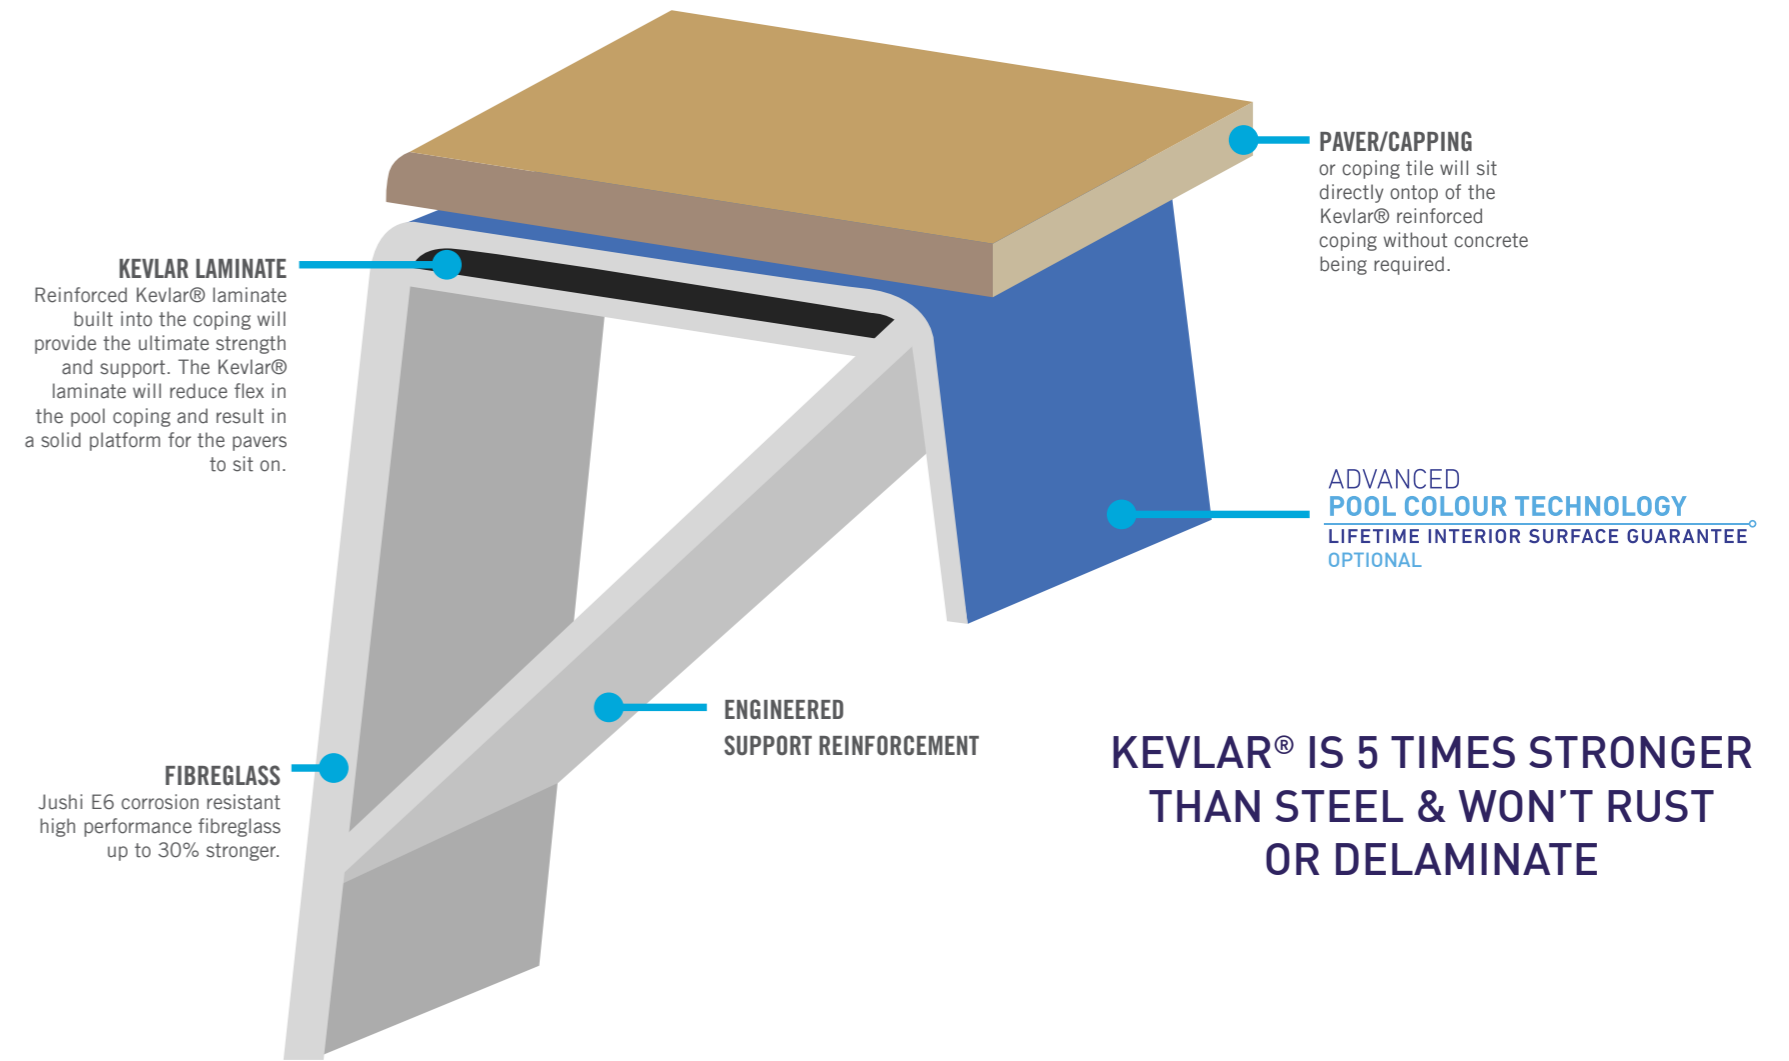 PAVER/CAPPING
or coping tile will sit
directly ontop of the
Kevlar® reinforced
coping without concrete
being required.
KEVLAR LAMINATE
Reinforced Kevlar® laminate
built into the coping will
provide the ultimate strength
and support. The Kevlar®
laminate will reduce flex in
the pool coping and result in
a solid platform for the pavers
to sit on.
ADVANCED
POOL COLOUR TECHNOLOGY
LIFETIME INTERIOR SURFACE GUARANTEE
OPTIONAL
ENGINEERED
SUPPORT REINFORCEMENT
FIBREGLASS
Jushi E6 corrosion resistant
high performance fibreglass
up to 30% stronger.
KEVLAR® IS 5 TIMES STRONGER
THAN STEEL & WON'T RUST
OR DELAMINATE